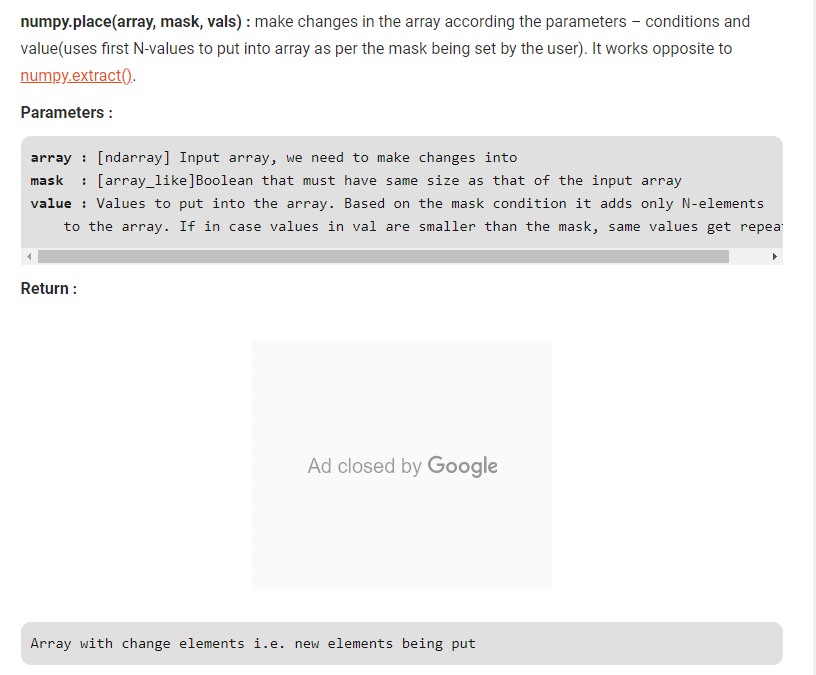 numpy.place(array, mask, vals) : make changes in the array according the parameters – conditions and
value(uses first N-values to put into array as per the mask being set by the user). It works opposite to
numpy.extract().
Parameters :
array : [ndarray] Input array, we need to make changes into
mask  : [array_like]Boolean that must have same size as that of the input array
value : Values to put into the array. Based on the mask condition it adds only N-elements
to the array. If in case values in val are smaller than the mask, same values get repea
Return :
Ad closed by Google
Array with change elements i.e. new elements being put